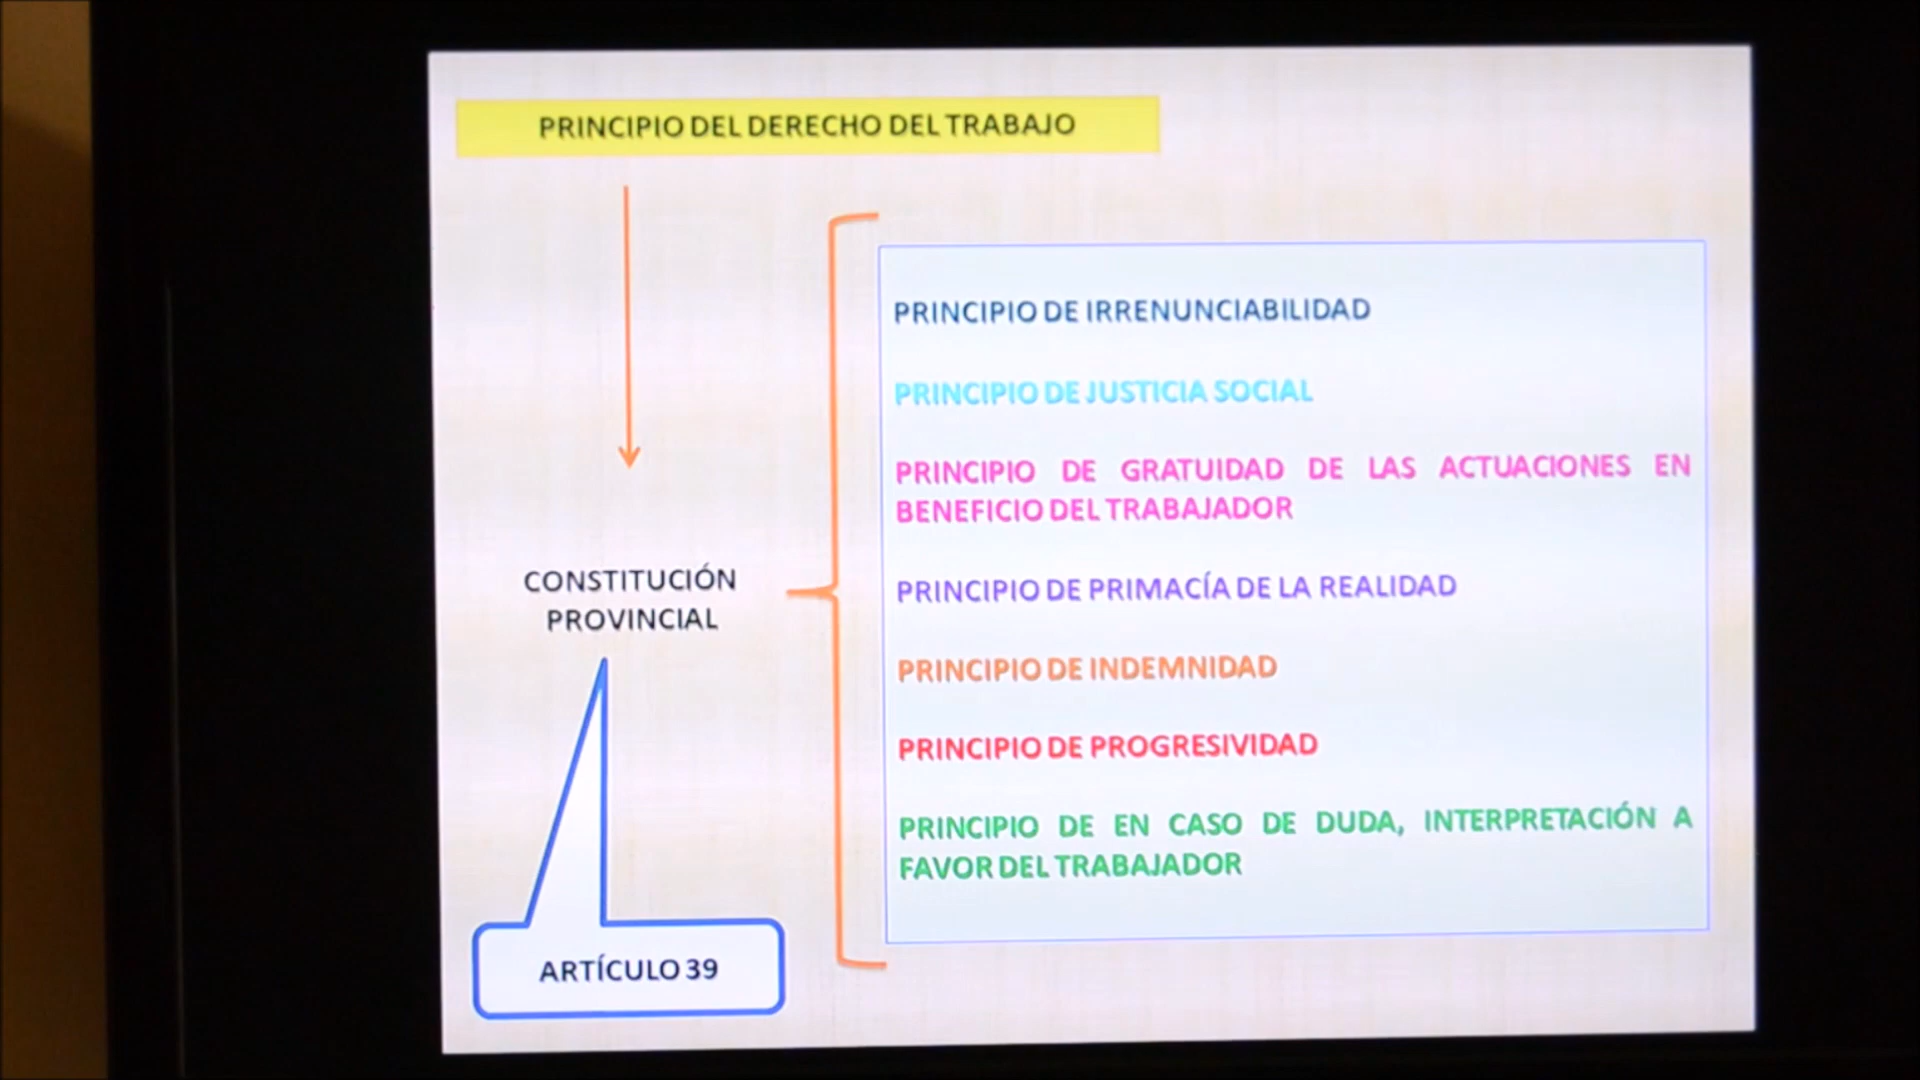 PRINCIPIO DEL DERECHO DEL TRABAJO
PRINCIPIO DE IRRENUNCIABILIDAD
PRINCIPIO DE JUSTICIA SOCIAL
PRINCIPIO DE GRATUIDAD DE LAS ACTUACIONES EN
BENEFICIO DEL TRABAJADOR
CONSTITUCIÓN
PROVINCIAL
PRINCIPIO DE PRIMACÍA DE LA REALIDAD
PRINCIPIO DE INDEMNIDAD
PRINCIPIO DE PROGRESIVIDAD
PRINCIPIO DE EN CASO DE DUDA, INTERPRETACIÓN A
FAVOR DEL TRABAJADOR
ARTÍCULO 39